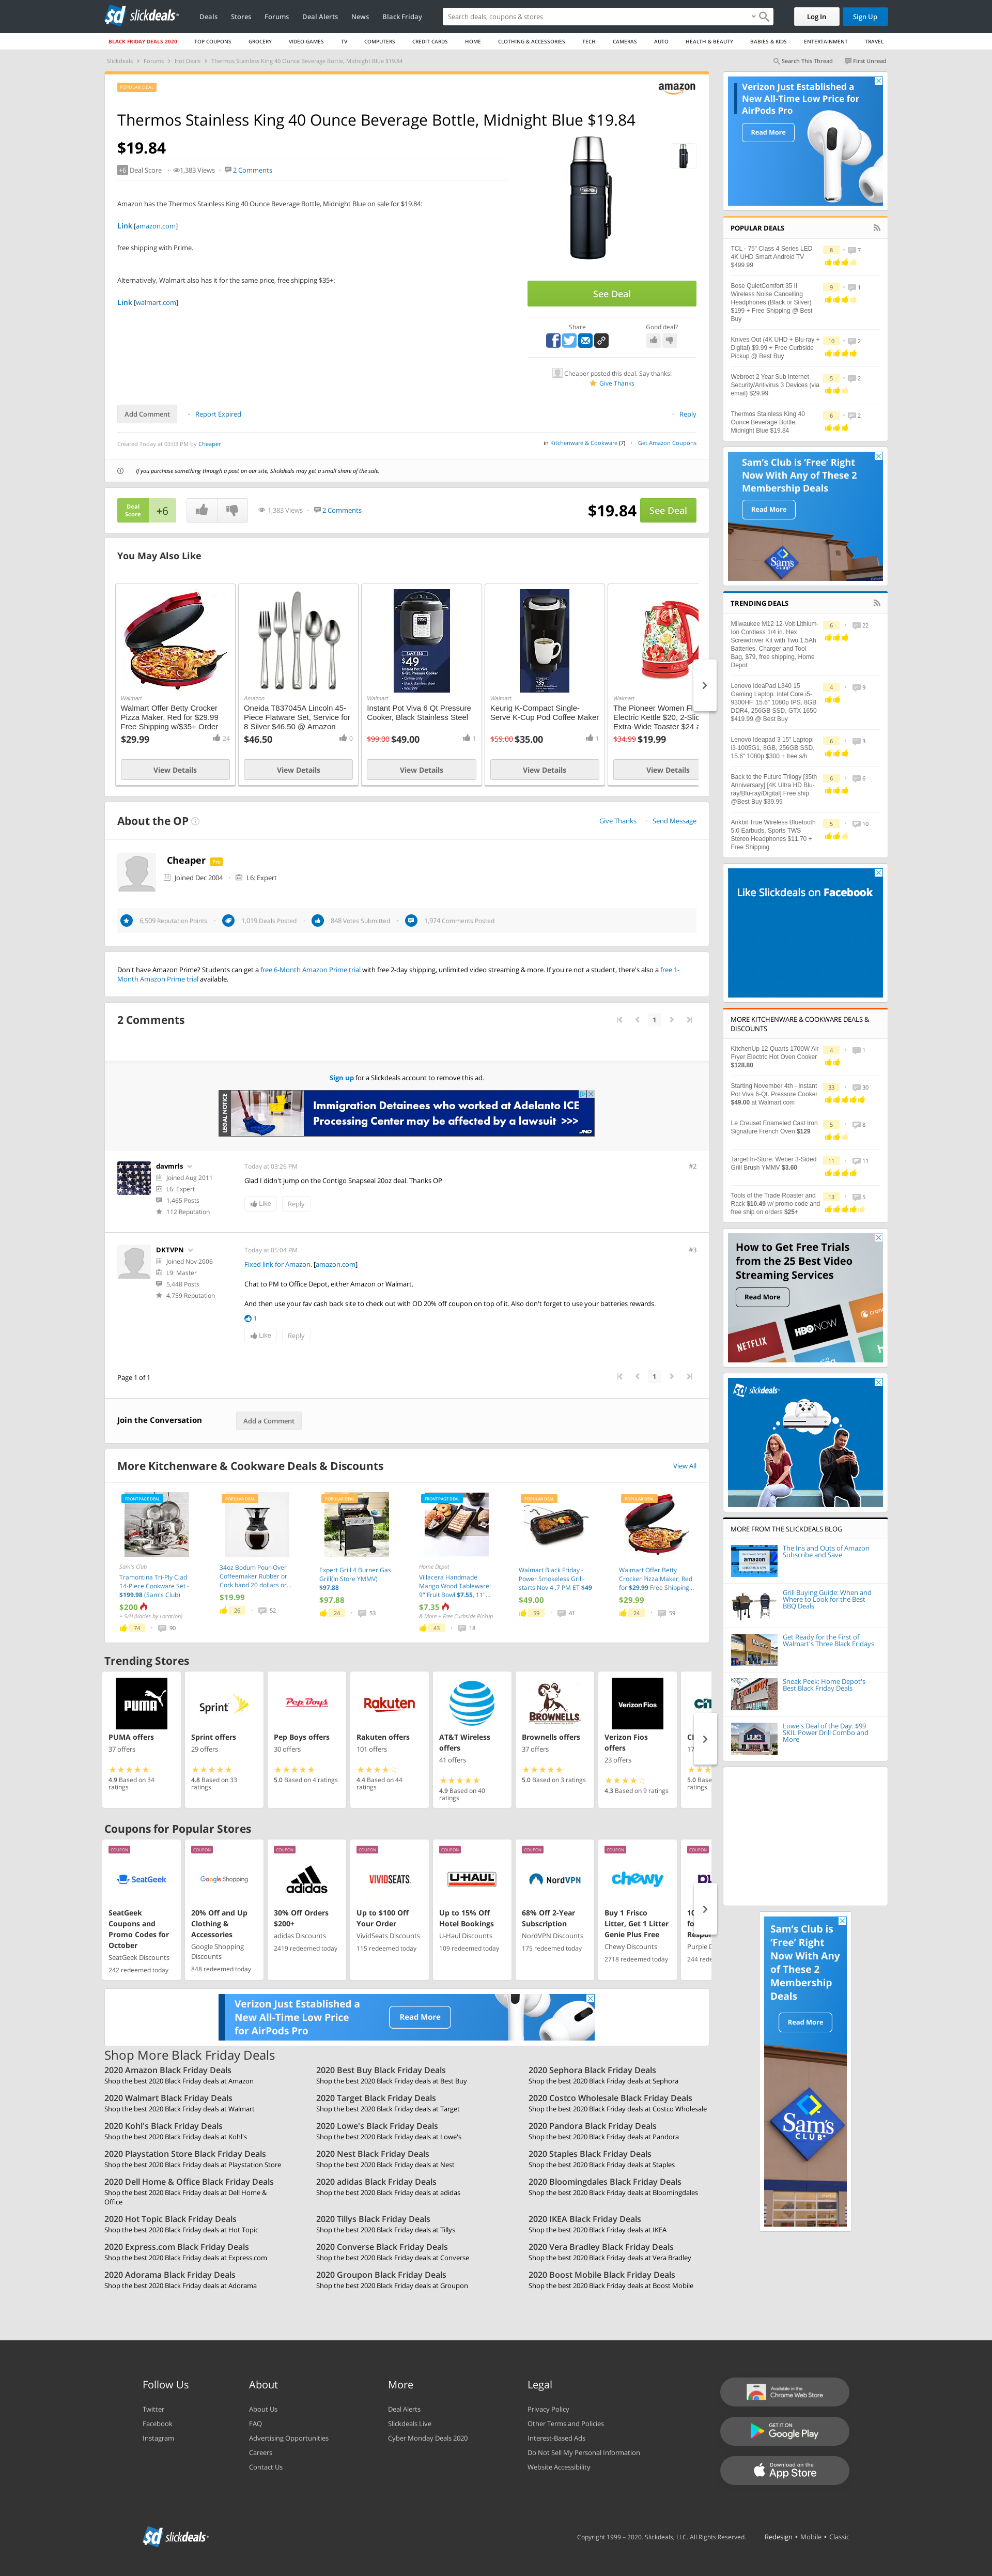 slickdeals
Deals Stores Forums Deal Alerts News Black Friday
Search deals, coupons & stores
Log In Sign Up
BLACK FRIDAY DEALS 2020 TOP COUPONS GROCERY VIDEO GAMES TV COMPUTERS CREDIT CARDS HOME CLOTHING & ACCESSORIES TECH CAMERAS AUTO HEALTH & BEAUTY BABIES & KIDS ENTERTAINMENT TRAVEL
Slickdeals Forums Hot Deals Thermos Stainless King 40 Ounce Beverage Bottle, Midnight Blue $19.84
Search This Thread First Unread
POPULAR DEAL
amazon
Thermos Stainless King 40 Ounce Beverage Bottle, Midnight Blue $19.84
$19.84
+6 Deal Score 1,383 Views 2 Comments
Amazon has the Thermos Stainless King 40 Ounce Beverage Bottle, Midnight Blue on sale for $19.84:
Link [amazon.com]
free shipping with Prime.
Alternatively, Walmart also has it for the same price, free shipping $35+:
Link [walmart.com]
See Deal
Share Good deal?
Cheaper posted this deal. Say thanks!
Give Thanks
Add Comment Report Expired Reply
Created Today at 03:03 PM by Cheaper
in Kitchenware & Cookware (7) Get Amazon Coupons
If you purchase something through a post on our site, Slickdeals may get a small share of the sale.
Deal Score +6 1,383 Views 2 Comments $19.84 See Deal
You May Also Like
Walmart
Walmart Offer Betty Crocker Pizza Maker, Red for $29.99 Free Shipping w/$35+ Order
$29.99 24
View Details
Amazon
Oneida T837045A Lincoln 45-Piece Flatware Set, Service for 8 Silver $46.50 @ Amazon
$46.50 0
View Details
SAVE $50
$49
Walmart
Instant Pot Viva 6 Qt Pressure Cooker, Black Stainless Steel
$99.00 $49.00 1
View Details
Walmart
Keurig K-Compact Single-Serve K-Cup Pod Coffee Maker
$59.00 $35.00 1
View Details
Walmart
The Pioneer Women Fl
Electric Kettle $20, 2-Slic
Extra-Wide Toaster $24 a
$34.99 $19.99
View Details
About the OP
Give Thanks Send Message
Cheaper Pro
Joined Dec 2004 L6: Expert
6,509 Reputation Points 1,019 Deals Posted 848 Votes Submitted 1,974 Comments Posted
Don't have Amazon Prime? Students can get a free 6-Month Amazon Prime trial with free 2-day shipping, unlimited video streaming & more. If you're not a student, there's also a free 1-
Month Amazon Prime trial available.
2 Comments
1
Sign up for a Slickdeals account to remove this ad.
LEGAL NOTICE
Immigration Detainees who worked at Adelanto ICE
Processing Center may be Affected by a lawsuit >>>
JND
davmrls
Joined Aug 2011
L6: Expert
1,465 Posts
112 Reputation
Today at 03:26 PM #2
Glad I didn't jump on the Contigo Snapseal 20oz deal. Thanks OP
Like Reply
DKTVPN
Joined Nov 2006
L9: Master
5,448 Posts
4,759 Reputation
Today at 05:04 PM #3
Fixed link for Amazon. [amazon.com]
Chat to PM to Office Depot, either Amazon or Walmart.
And then use your fav cash back site to check out with OD 20% off coupon on top of it. Also don't forget to use your batteries rewards.
1
Like Reply
Page 1 of 1
1
Join the Conversation Add a Comment
More Kitchenware & Cookware Deals & Discounts
View All
FRONTPAGE DEAL
Sam's Club
Tramontina Tri-Ply Clad 14-Piece Cookware Set - $199.98 (Sam's Club)
$200
+ S/H (Varies by Location)
74 90
POPULAR DEAL
34oz Bodum Pour-Over Coffeemaker Rubber or Cork band 20 dollars or...
$19.99
26 52
POPULAR DEAL
Expert Grill 4 Burner Gas Grill(In Store YMMV) $97.88
$97.88
24 53
FRONTPAGE DEAL
Home Depot
Villacera Handmade Mango Wood Tableware: 9" Fruit Bowl $7.55, 11"...
$7.35
& More + Free Curbside Pickup
43 18
POPULAR DEAL
Walmart Black Friday - Power Smokeless Grill- starts Nov 4 ,7 PM ET $49
$49.00
59 41
POPULAR DEAL
Walmart Offer Betty Crocker Pizza Maker, Red for $29.99 Free Shipping...
$29.99
24 59
Trending Stores
PUMA
PUMA offers
37 offers
4.9 Based on 34 ratings
Sprint
Sprint offers
29 offers
4.8 Based on 33 ratings
Pep Boys
Pep Boys offers
30 offers
5.0 Based on 4 ratings
Rakuten
Rakuten offers
101 offers
4.4 Based on 44 ratings
AT&T Wireless offers
41 offers
4.9 Based on 40 ratings
BROWNELLS
Brownells offers
37 offers
5.0 Based on 3 ratings
Verizon Fios
Verizon Fios offers
23 offers
4.3 Based on 9 ratings
5.0 Base
ratings
Coupons for Popular Stores
COUPON
SeatGeek
SeatGeek Coupons and Promo Codes for October
SeatGeek Discounts
242 redeemed today
COUPON
Google Shopping
20% Off and Up Clothing & Accessories
Google Shopping Discounts
848 redeemed today
COUPON
adidas
30% Off Orders $200+
adidas Discounts
2419 redeemed today
COUPON
VIVIDSEATS
Up to $100 Off Your Order
VividSeats Discounts
115 redeemed today
COUPON
U-HAUL
Up to 15% Off Hotel Bookings
U-Haul Discounts
109 redeemed today
COUPON
NordVPN
68% Off 2-Year Subscription
NordVPN Discounts
175 redeemed today
COUPON
chewy
Buy 1 Frisco Litter, Get 1 Litter Genie Plus Free
Chewy Discounts
2718 redeemed today
COUPON
Purple D
244 rede
Verizon Just Established a
New All-Time Low Price
for AirPods Pro
Read More
Shop More Black Friday Deals
2020 Amazon Black Friday Deals
Shop the best 2020 Black Friday deals at Amazon
2020 Best Buy Black Friday Deals
Shop the best 2020 Black Friday deals at Best Buy
2020 Sephora Black Friday Deals
Shop the best 2020 Black Friday deals at Sephora
2020 Walmart Black Friday Deals
Shop the best 2020 Black Friday deals at Walmart
2020 Target Black Friday Deals
Shop the best 2020 Black Friday deals at Target
2020 Costco Wholesale Black Friday Deals
Shop the best 2020 Black Friday deals at Costco Wholesale
2020 Kohl's Black Friday Deals
Shop the best 2020 Black Friday deals at Kohl's
2020 Lowe's Black Friday Deals
Shop the best 2020 Black Friday deals at Lowe's
2020 Pandora Black Friday Deals
Shop the best 2020 Black Friday deals at Pandora
2020 Playstation Store Black Friday Deals
Shop the best 2020 Black Friday deals at Playstation Store
2020 Nest Black Friday Deals
Shop the best 2020 Black Friday deals at Nest
2020 Staples Black Friday Deals
Shop the best 2020 Black Friday deals at Staples
2020 Dell Home & Office Black Friday Deals
Shop the best 2020 Black Friday deals at Dell Home & Office
2020 adidas Black Friday Deals
Shop the best 2020 Black Friday deals at adidas
2020 Bloomingdales Black Friday Deals
Shop the best 2020 Black Friday deals at Bloomingdales
2020 Hot Topic Black Friday Deals
Shop the best 2020 Black Friday deals at Hot Topic
2020 Tillys Black Friday Deals
Shop the best 2020 Black Friday deals at Tillys
2020 IKEA Black Friday Deals
Shop the best 2020 Black Friday deals at IKEA
2020 Express.com Black Friday Deals
Shop the best 2020 Black Friday deals at Express.com
2020 Converse Black Friday Deals
Shop the best 2020 Black Friday deals at Converse
2020 Vera Bradley Black Friday Deals
Shop the best 2020 Black Friday deals at Vera Bradley
2020 Adorama Black Friday Deals
Shop the best 2020 Black Friday deals at Adorama
2020 Groupon Black Friday Deals
Shop the best 2020 Black Friday deals at Groupon
2020 Boost Mobile Black Friday Deals
Shop the best 2020 Black Friday deals at Boost Mobile
Verizon Just Established a
New All-Time Low Price for
AirPods Pro
Read More
POPULAR DEALS
TCL - 75" Class 4 Series LED 4K UHD Smart Android TV $499.99
8 7
Bose QuietComfort 35 II Wireless Noise Cancelling Headphones (Black or Silver) $199 + Free Shipping @ Best Buy
9 1
Knives Out (4K UHD + Blu-ray + Digital) $9.99 + Free Curbside Pickup @ Best Buy
10 2
Webroot 2 Year Sub Internet Security/Antivirus 3 Devices (via email) $29.99
5 2
Thermos Stainless King 40 Ounce Beverage Bottle, Midnight Blue $19.84
6 2
Sam's Club is 'Free' Right
Now With Any of These 2
Membership Deals
Read More
Sam's CLUB
TRENDING DEALS
Milwaukee M12 12-Volt Lithium-Ion Cordless 1/4 in. Hex Screwdriver Kit with Two 1.5Ah Batteries, Charger and Tool Bag, $79, free shipping, Home Depot
6 22
Lenovo IdeaPad L340 15 Gaming Laptop: Intel Core i5-9300HF, 15.6" 1080p IPS, 8GB DDR4, 256GB SSD, GTX 1650 $419.99 @ Best Buy
4 9
Lenovo Ideapad 3 15" Laptop: i3-1005G1, 8GB, 256GB SSD, 15.6" 1080p $300 + free s/h
6 3
Back to the Future Trilogy [35th Anniversary] [4K Ultra HD Blu-ray/Blu-ray/Digital] Free ship @Best Buy $39.99
6 6
Ankbit True Wireless Bluetooth 5.0 Earbuds, Sports TWS Stereo Headphones $11.70 + Free Shipping
5 10
Like Slickdeals on Facebook
MORE KITCHENWARE & COOKWARE DEALS & DISCOUNTS
KitchenUp 12 Quarts 1700W Air Fryer Electric Hot Oven Cooker $128.80
4 1
Starting November 4th - Instant Pot Viva 6-Qt. Pressure Cooker $49.00 at Walmart.com
33 30
Le Creuset Enameled Cast Iron Signature French Oven $129
5 8
Target In-Store: Weber 3-Sided Grill Brush YMMV $3.60
11 11
Tools of the Trade Roaster and Rack $10.49 w/ promo code and free ship on orders $25+
13 5
How to Get Free Trials
from the 25 Best Video
Streaming Services
Read More
NETFLIX HBO NOW
slickdeals
MORE FROM THE SLICKDEALS BLOG
The Ins and Outs of Amazon Subscribe and Save
Grill Buying Guide: When and Where to Look for the Best BBQ Deals
Get Ready for the First of Walmart's Three Black Fridays
Sneak Peek: Home Depot's Best Black Friday Deals
Lowe's Deal of the Day: $99 SKIL Power Drill Combo and More
Sam's Club is
'Free' Right
Now With Any
of These 2
Membership
Deals
Read More
Sam's CLUB
Follow Us
Twitter
Facebook
Instagram
About
About Us
FAQ
Advertising Opportunities
Careers
Contact Us
More
Deal Alerts
Slickdeals Live
Cyber Monday Deals 2020
Legal
Privacy Policy
Other Terms and Policies
Interest-Based Ads
Do Not Sell My Personal Information
Website Accessibility
Available in the Chrome Web Store
GET IT ON Google Play
Download on the App Store
slickdeals
Copyright 1999 – 2020. Slickdeals, LLC. All Rights Reserved. Redesign • Mobile • Classic